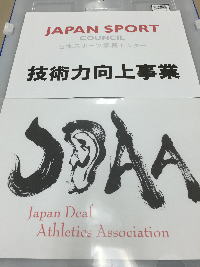 JAPAN SPORT
COUNCIL
日本スポーツ振興センター
技術力向上事業
JDAA
Japan Deaf
Athletics Association